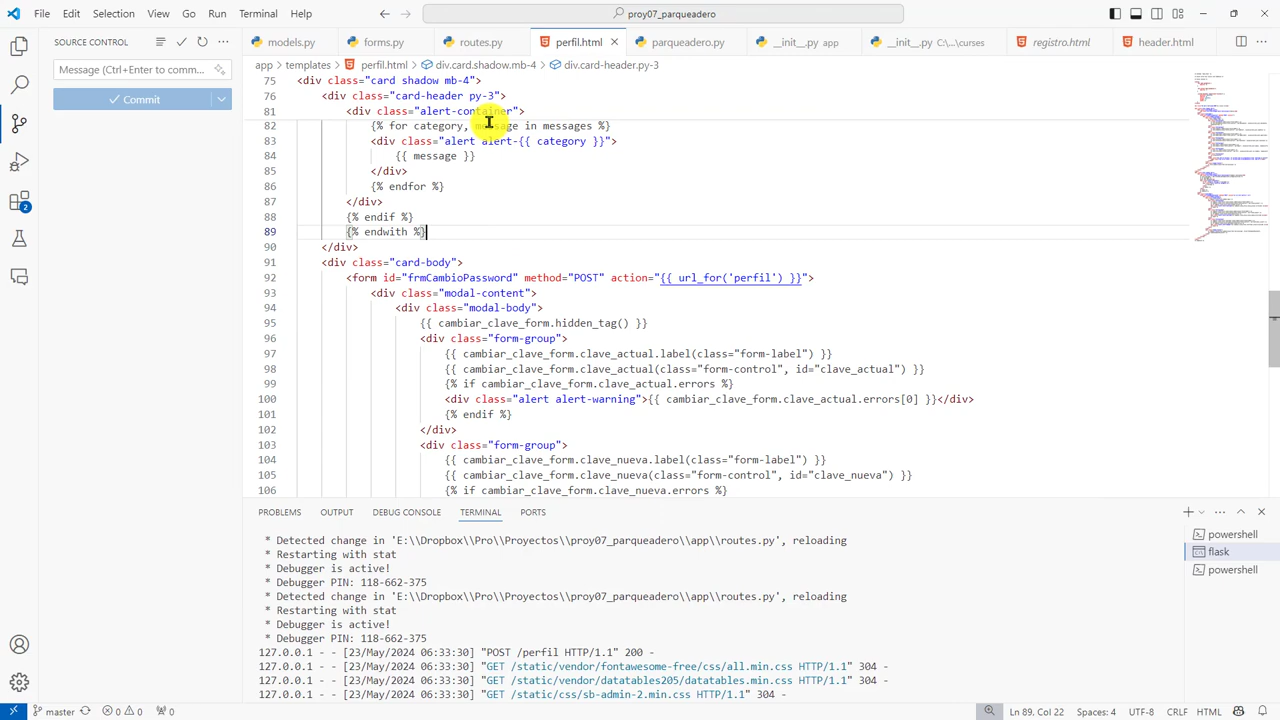 File Edit Selection View Go Run Terminal Help
proy07_parqueadero
SOURCE CONTROL
models.py forms.py routes.py perfil.html parqueadero.py __init__.py app __init__.py C:\...\curses registro.html header.html
app > templates > perfil.html > div.card.shadow.mb-4 > div.card-header.py-3
Message (Ctrl+Enter to comm...
Commit
75 <div class="card shadow mb-4">
76 <div class="card-header py-
81 <div class="alert-conta
82 % for category, messages %}
83 class="alert alert- category }}">
84 {{ message }}
85 </div>
86 endfor %}
87 </div>
88 endif %}
89 with %}
90 </div>
91 <div class="card-body">
92 <form id="frmCambioPassword" method="POST" action="{{ url_for('perfil') }}">
93 <div class="modal-content">
94 <div class="modal-body">
95 {{ cambiar_clave_form.hidden_tag() }}
96 <div class="form-group">
97 {{ cambiar_clave_form.clave_actual.label(class="form-label") }}
98 {{ cambiar_clave_form.clave_actual(class="form-control", id="clave_actual") }}
99 {% if cambiar_clave_form.clave_actual.errors %}
100 <div class="alert alert-warning">{{ cambiar_clave_form.clave_actual.errors[0] }}</div>
101 {% endif %}
102 </div>
103 <div class="form-group">
104 {{ cambiar_clave_form.clave_nueva.label(class="form-label") }}
105 {{ cambiar_clave_form.clave_nueva(class="form-control", id="clave_nueva") }}
106 {% if cambiar_clave_form.clave_nueva.errors %}
2
PROBLEMS OUTPUT DEBUG CONSOLE TERMINAL PORTS
* Detected change in 'E:\\Dropbox\\Pro\\Proyectos\\proy07_parqueadero\\app\\routes.py', reloading
* Restarting with stat
* Debugger is active!
* Debugger PIN: 118-662-375
* Detected change in 'E:\\Dropbox\\Pro\\Proyectos\\proy07_parqueadero\\app\\routes.py', reloading
* Restarting with stat
* Debugger is active!
* Debugger PIN: 118-662-375
127.0.0.1 - - [23/May/2024 06:33:30] "POST /perfil HTTP/1.1" 200 -
127.0.0.1 - - [23/May/2024 06:33:30] "GET /static/vendor/fontawesome-free/css/all.min.css HTTP/1.1" 304 -
127.0.0.1 - - [23/May/2024 06:33:30] "GET /static/vendor/datatables205/datatables.min.css HTTP/1.1" 304 -
127.0.0.1 - - [23/May/2024 06:33:30] "GET /static/css/sb-admin-2.min.css HTTP/1.1" 304 -
powershell
flask
powershell
master 0 0 0 Ln 89, Col 22 Spaces: 4 UTF-8 CRLF HTML